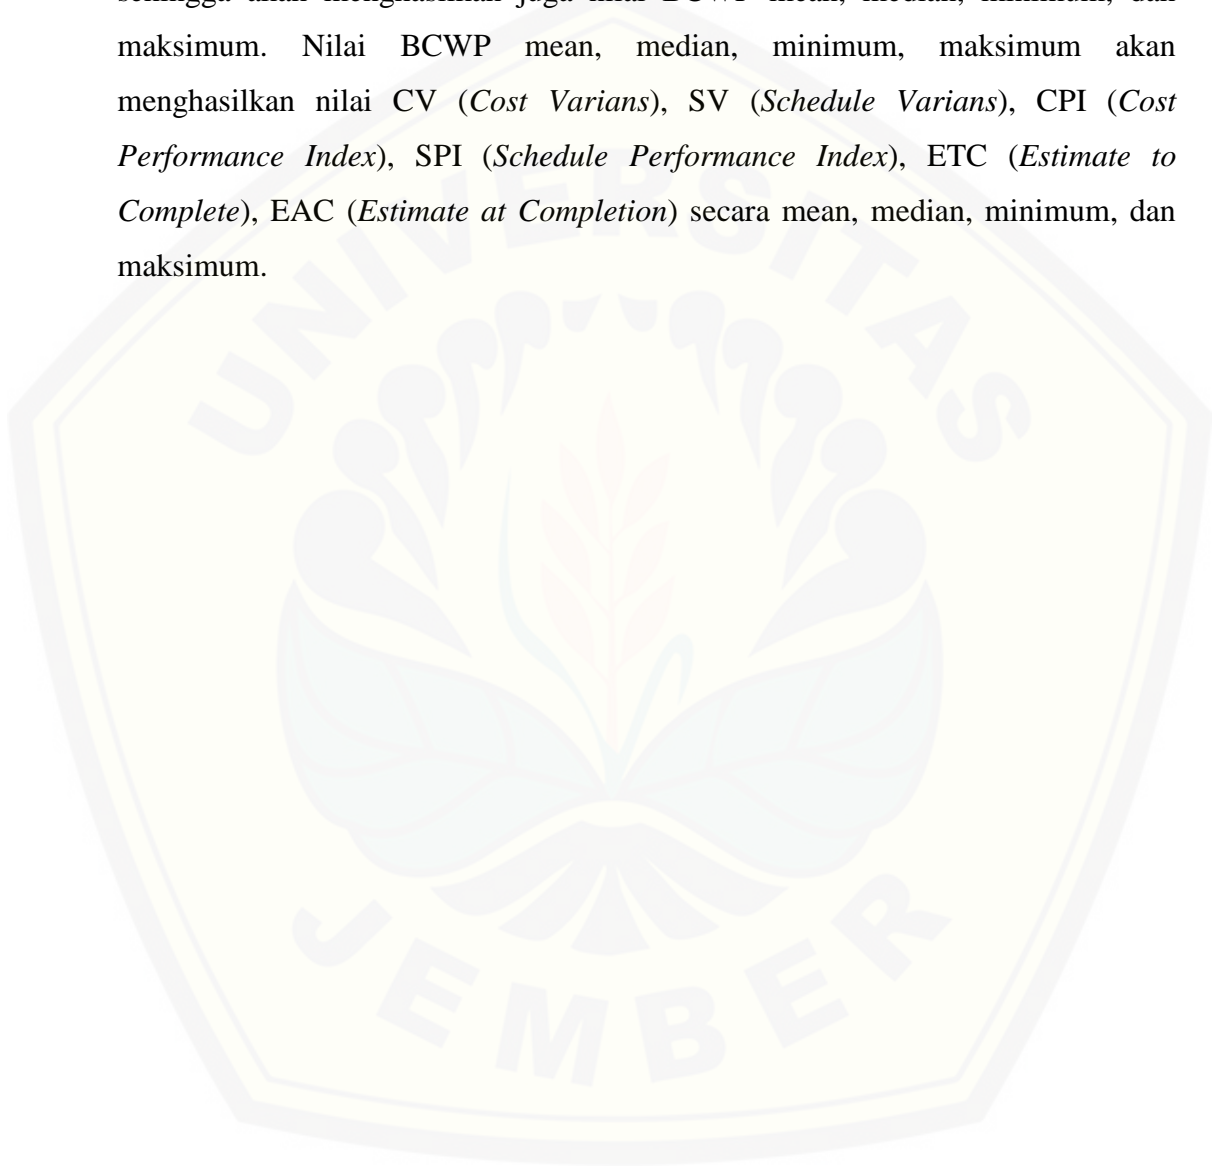 maksimum. Nilai BCWP mean, median, minimum, maksimum akan
menghasilkan nilai CV (Cost Varians), SV (Schedule Varians), CPI (Cost
Performance Index), SPI (Schedule Performance Index), ETC (Estimate to
Complete), EAC (Estimate at Completion) secara mean, median, minimum, dan
maksimum.
UNIVERSITAS
JEMBER